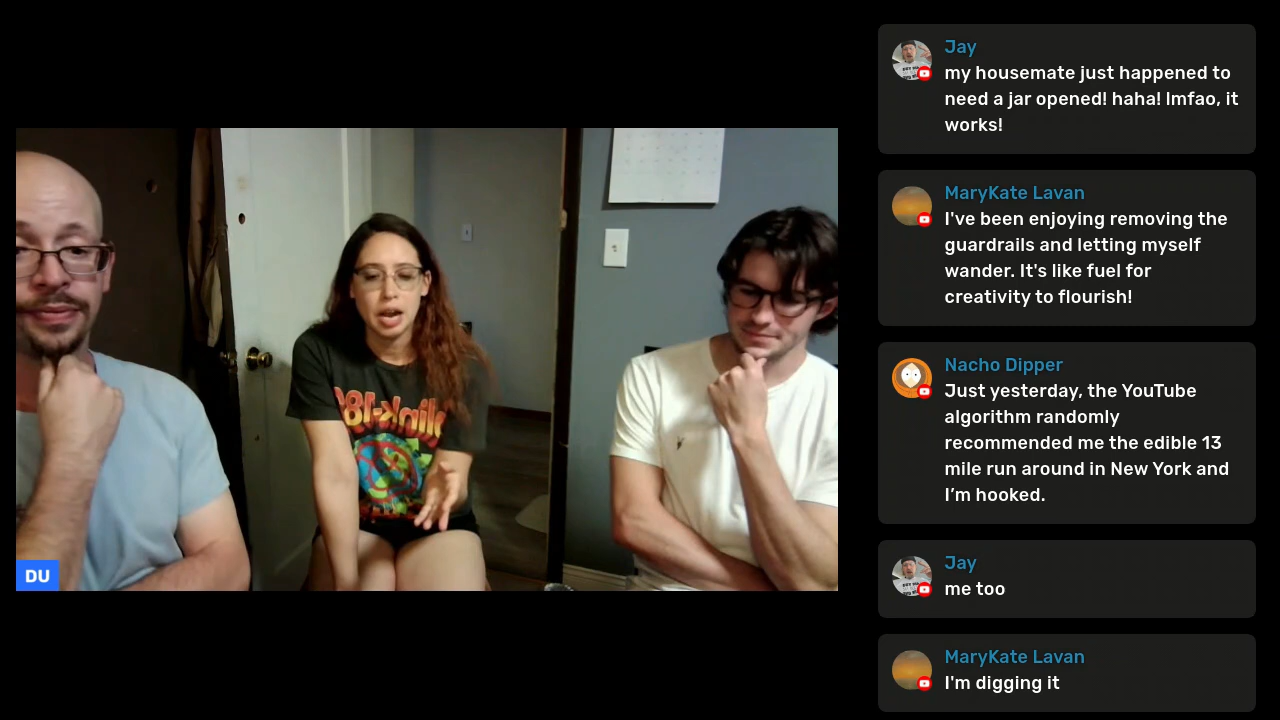 Jay
my housemate just happened to
need a jar opened! haha! lmfao, it
works!
MaryKate Lavan
I've been enjoying removing the
guardrails and letting myself
wander. It's like fuel for
creativity to flourish!
Nacho Dipper
Just yesterday, the YouTube
algorithm randomly
recommended me the edible 13
mile run around in New York and
I'm hooked.
Jay
me too
MaryKate Lavan
I'm digging it
DU
blink-182